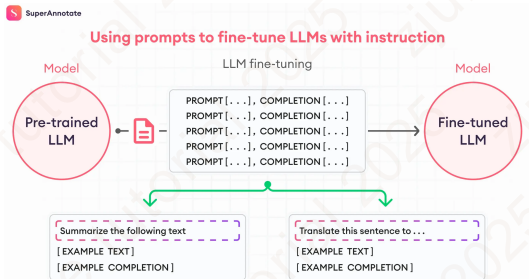 SuperAnnotate
Using prompts to fine-tune LLMs with instruction
LLM fine-tuning
Model
Model
Pre-trained
LLM
PROMPT[...], COMPLETION[...]
PROMPT[...], COMPLETION[...]
PROMPT[...], COMPLETION[...]
PROMPT[...], COMPLETION[...]
PROMPT[...], COMPLETION[...]
Fine-tuned
LLM
Summarize the following text
[EXAMPLE TEXT]
[EXAMPLE COMPLETION]
Translate this sentence to ...
[EXAMPLE TEXT]
[EXAMPLE COMPLETION]